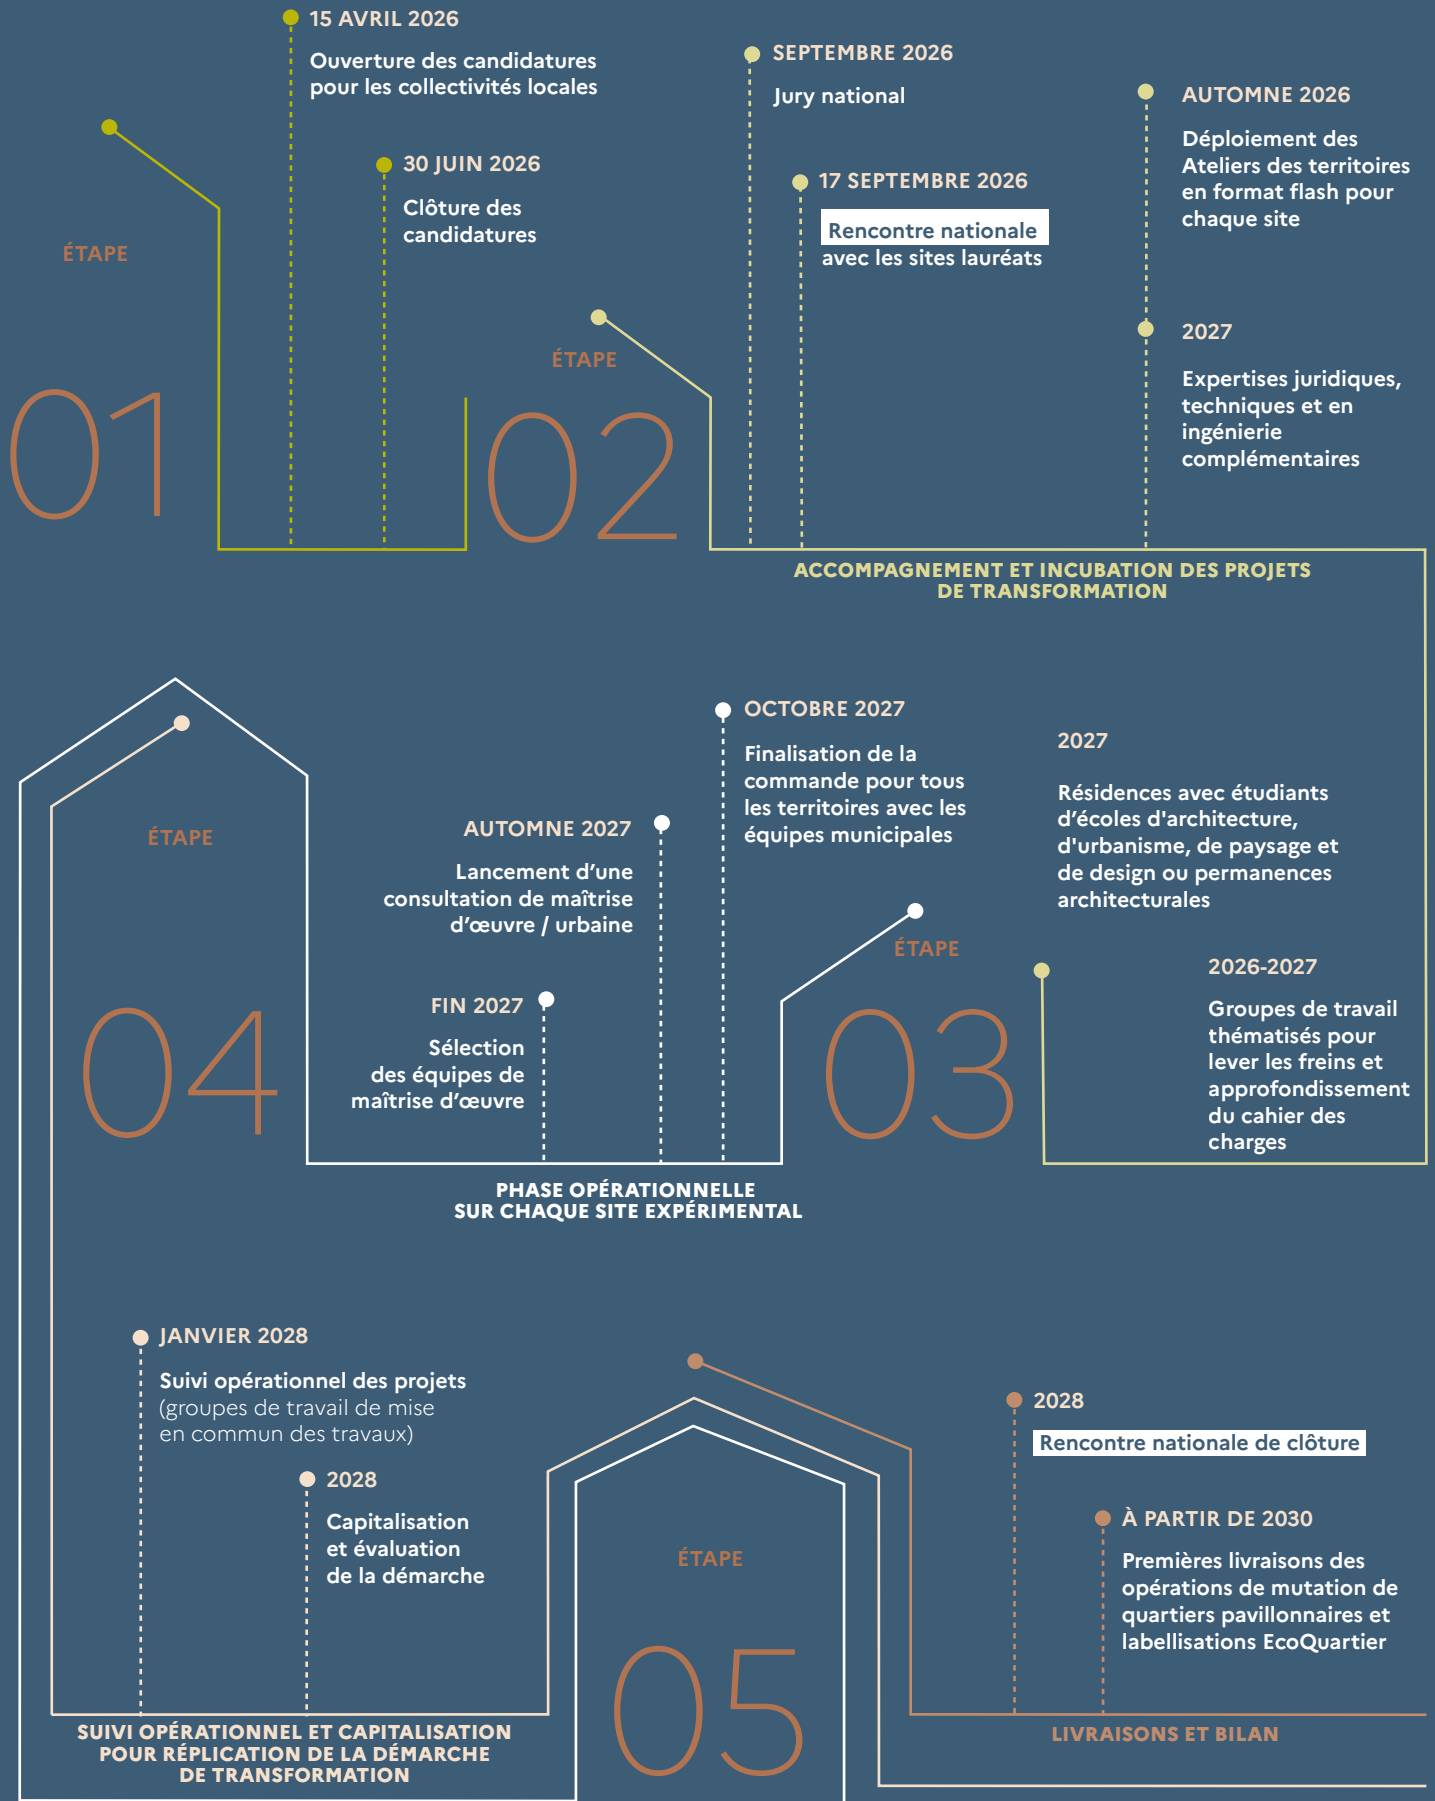 ÉTAPE
01
15 AVRIL 2026
Ouverture des candidatures
pour les collectivités locales
30 JUIN 2026
Clôture des
candidatures
ÉTAPE
02
SEPTEMBRE 2026
Jury national
17 SEPTEMBRE 2026
Rencontre nationale
avec les sites lauréats
AUTOMNE 2026
Déploiement des
Ateliers des territoires
en format flash pour
chaque site
2027
Expertises juridiques,
techniques et en
ingénierie
complémentaires
ACCOMPAGNEMENT ET INCUBATION DES PROJETS
DE TRANSFORMATION
2027
Résidences avec étudiants
d’écoles d'architecture,
d'urbanisme, de paysage et
de design ou permanences
architecturales
2026-2027
Groupes de travail
thématisés pour
lever les freins et
approfondissement
du cahier des
charges
ÉTAPE
03
OCTOBRE 2027
Finalisation de la
commande pour tous
les territoires avec les
équipes municipales
AUTOMNE 2027
Lancement d’une
consultation de maîtrise
d’œuvre / urbaine
FIN 2027
Sélection
des équipes de
maîtrise d’œuvre
PHASE OPÉRATIONNELLE
SUR CHAQUE SITE EXPÉRIMENTAL
ÉTAPE
04
JANVIER 2028
Suivi opérationnel des projets
(groupes de travail de mise
en commun des travaux)
2028
Capitalisation
et évaluation
de la démarche
SUIVI OPÉRATIONNEL ET CAPITALISATION
POUR RÉPLICATION DE LA DÉMARCHE
DE TRANSFORMATION
ÉTAPE
05
2028
Rencontre nationale de clôture
À PARTIR DE 2030
Premières livraisons des
opérations de mutation de
quartiers pavillonnaires et
labellisations EcoQuartier
LIVRAISONS ET BILAN